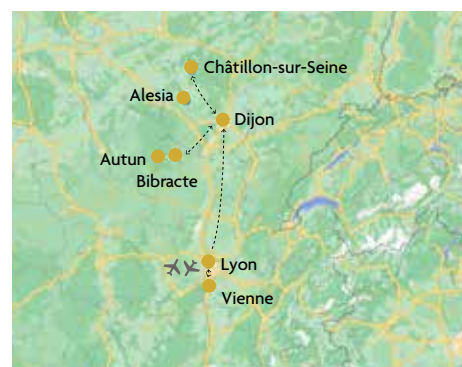 Châtillon-sur-Seine
Alesia
Dijon
Autun
Bibracte
Lyon
Vienne